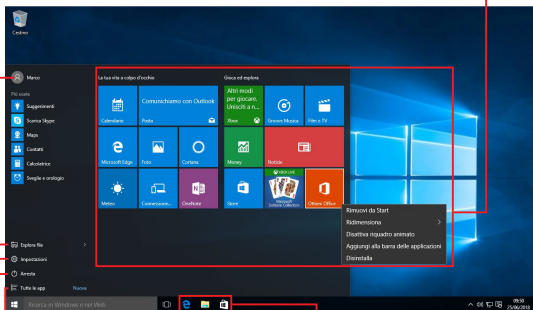 Cestino
Marco
Più usate
Suggerimenti
Scarica Skype
Mappe
Contatti
Calcolatrice
Sveglie e orologio
Esplora file
Impostazioni
Arresta
Tutte le app
Nuove
La tua vita a colpo d'occhio
Calendario
Comunichiamo con Outlook
Posta
Microsoft Edge
Foto
Cortana
Meteo
Connessione...
OneNote
Gioca ed esplora
Altri modi
per giocare.
Unisciti a n...
Xbox
Groove Musica
Film e TV
Money
Notizie
Store
XBOX LIVE
Microsoft
Solitaire Collection
Ottieni Office
Rimuovi da Start
Ridimensiona
Disattiva riquadro animato
Aggiungi alla barra delle applicazioni
Disinstalla
Ricerca in Windows e nel Web
09:50
25/06/2018